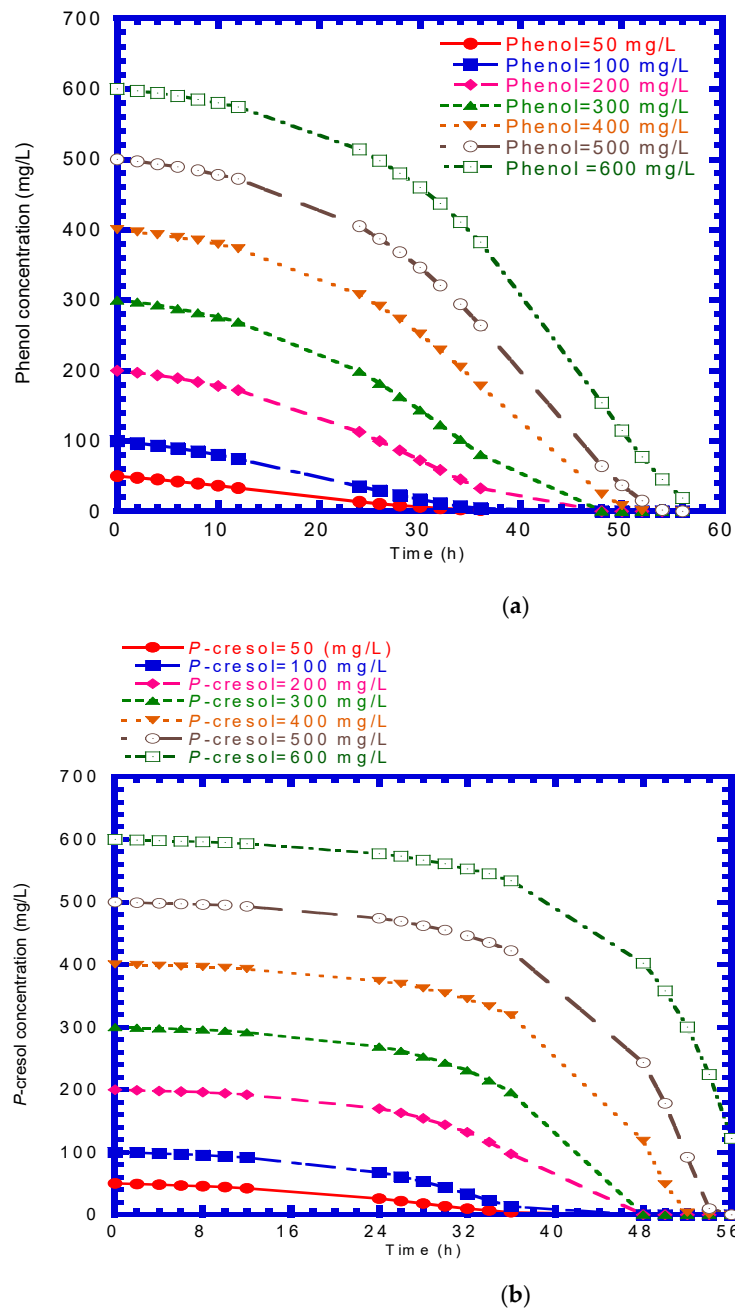 700
600
500
400
300
200
100
0
Phenol concentration (mg/L)
Phenol=50 mg/L
Phenol=100 mg/L
Phenol=200 mg/L
Phenol=300 mg/L
Phenol=400 mg/L
Phenol=500 mg/L
Phenol =600 mg/L
0 10 20 30 40 50 60
Time (h)
(a)
P-cresol=50 (mg/L)
P-cresol=100 mg/L
P-cresol=200 mg/L
P-cresol=300 mg/L
P-cresol=400 mg/L
P-cresol=500 mg/L
P-cresol=600 mg/L
700
600
500
400
300
200
100
0
P-cresol concentration (mg/L)
0 8 16 24 32 40 48 56
Time (h)
(b)